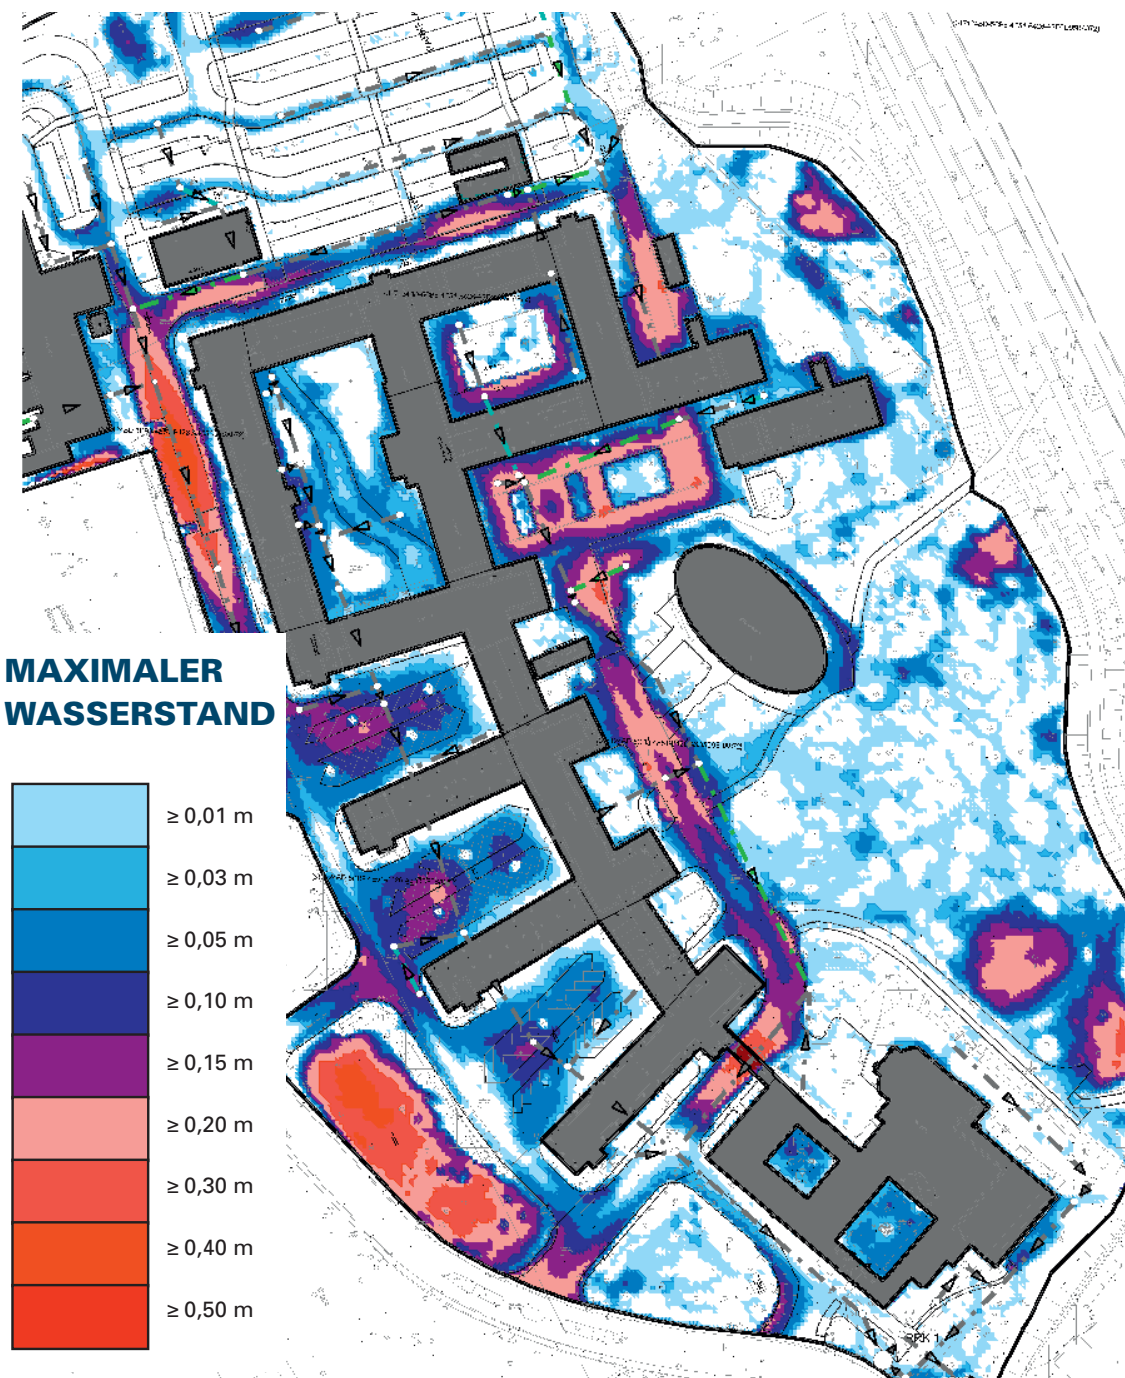 MAXIMALER
WASSERSTAND
≥ 0,01 m
≥ 0,03 m
≥ 0,05 m
≥ 0,10 m
≥ 0,15 m
≥ 0,20 m
≥ 0,30 m
≥ 0,40 m
≥ 0,50 m